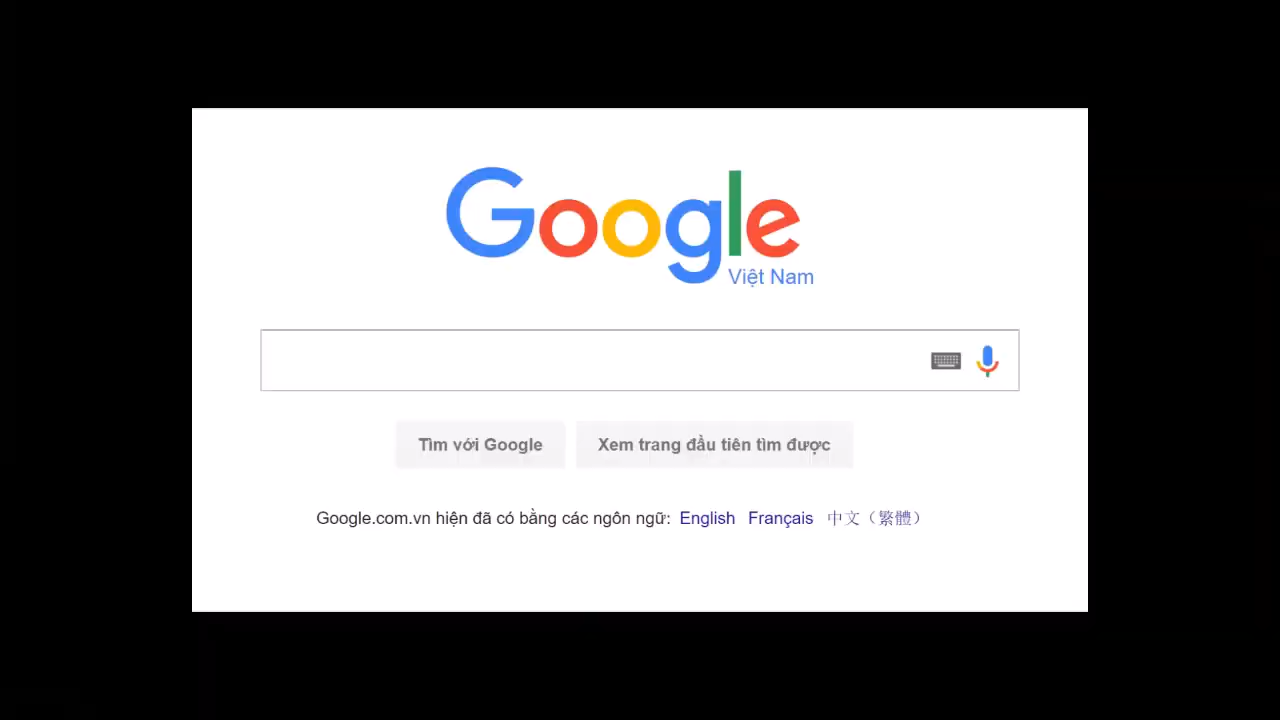 Google
Việt Nam
Tìm với Google Xem trang đầu tiên tìm được
Google.com.vn hiện đã có bằng các ngôn ngữ: English Français 中文（繁體）